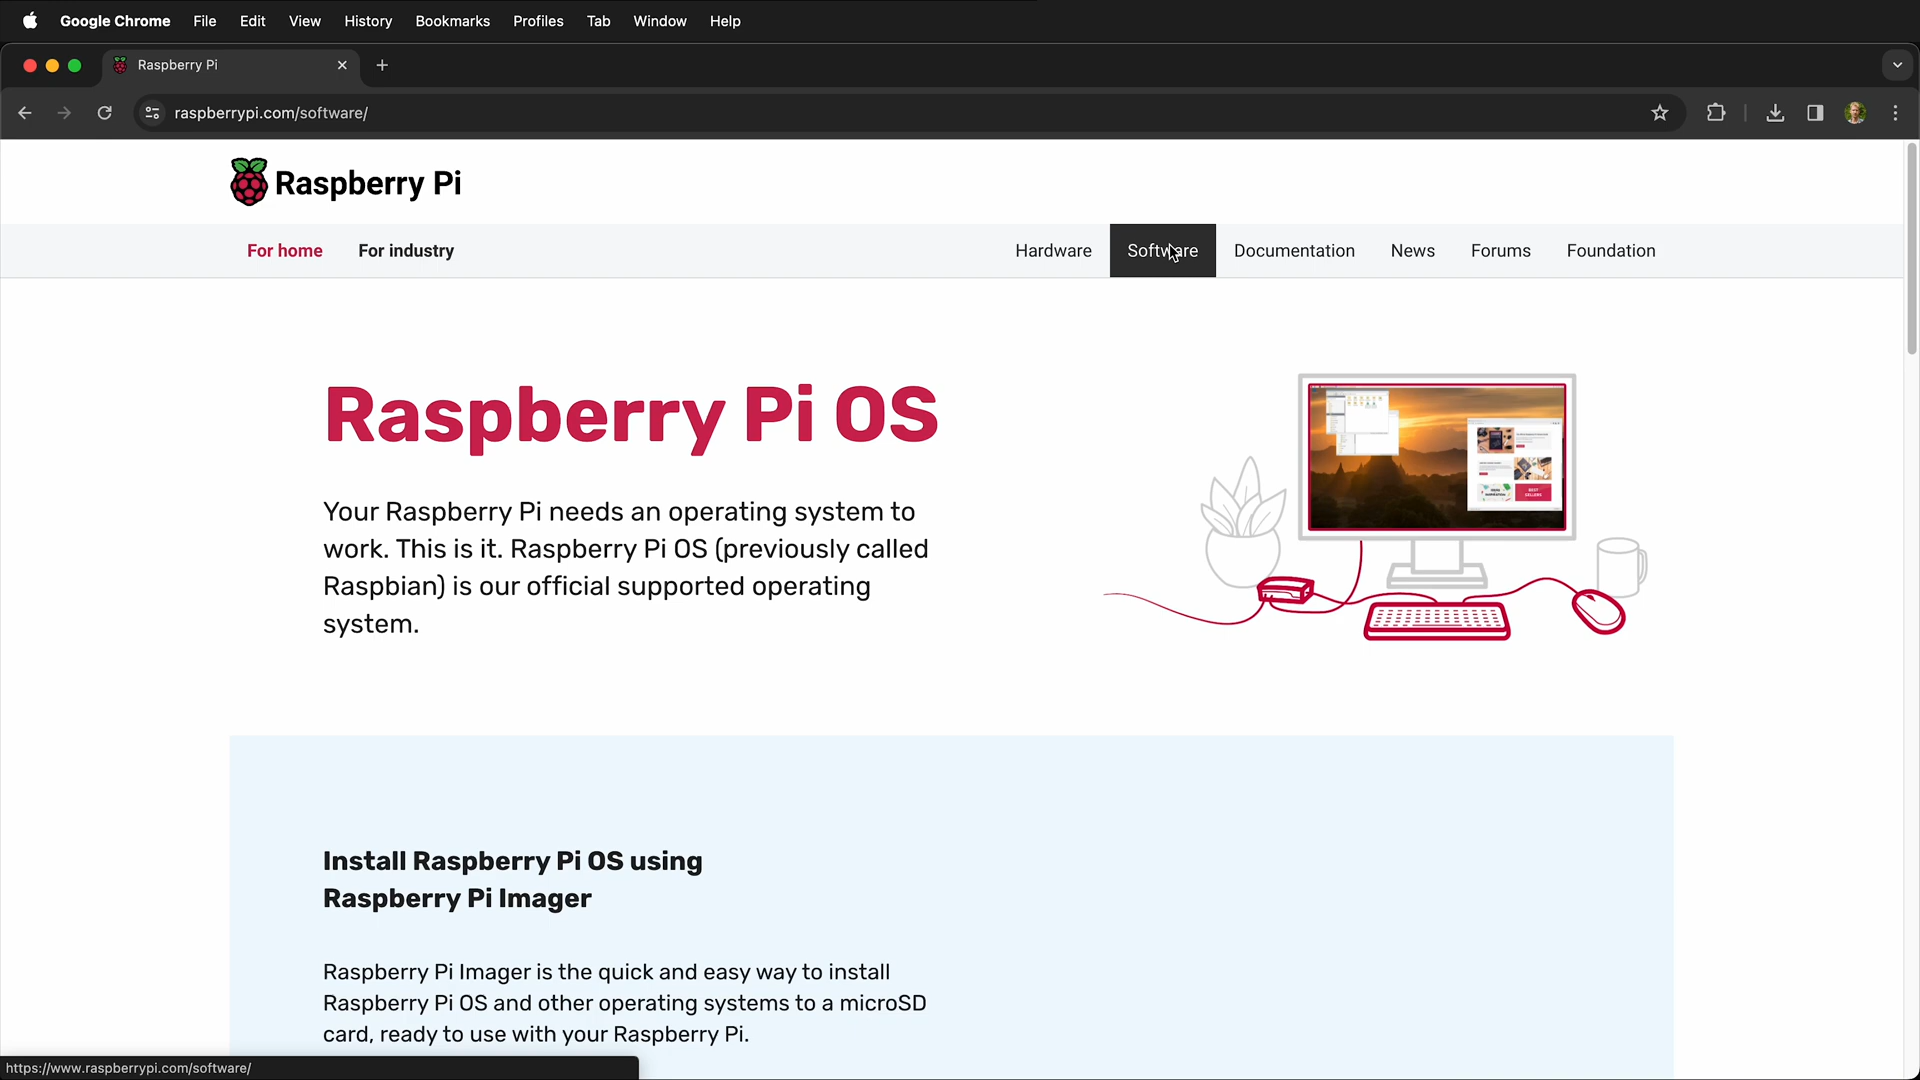 Google Chrome File Edit View History Bookmarks Profiles Tab Window Help
Raspberry Pi
raspberrypi.com/software/
Raspberry Pi
For home For industry Hardware Software Documentation News Forums Foundation
Raspberry Pi OS
Your Raspberry Pi needs an operating system to
work. This is it. Raspberry Pi OS (previously called
Raspbian) is our official supported operating
system.
Install Raspberry Pi OS using
Raspberry Pi Imager
Raspberry Pi Imager is the quick and easy way to install
Raspberry Pi OS and other operating systems to a microSD
card, ready to use with your Raspberry Pi.
https://www.raspberrypi.com/software/